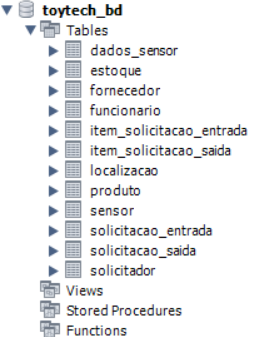 toytech_bd
Tables
dados_sensor
estoque
fornecedor
funcionario
item_solicitacao_entrada
item_solicitacao_saida
localizacao
produto
sensor
solicitacao_entrada
solicitacao_saida
solicitador
Views
Stored Procedures
Functions